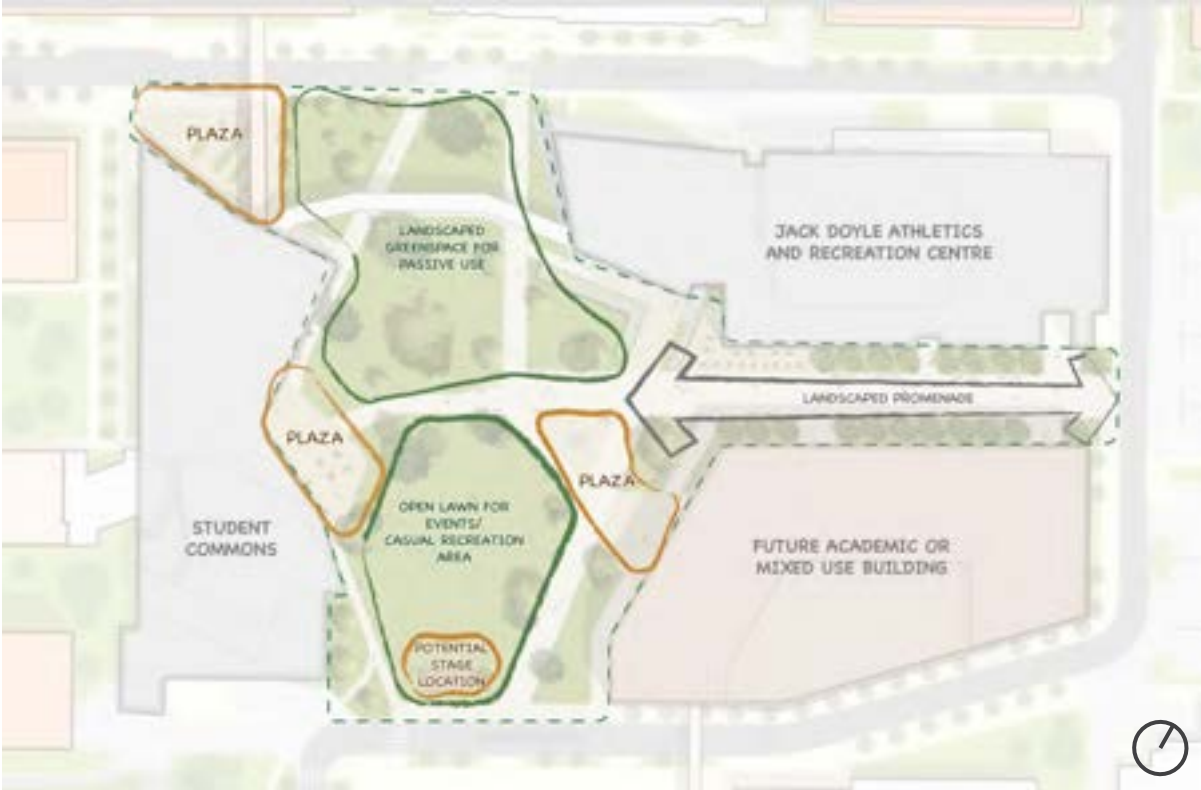 PLAZA
LANDSCAPED
GREENSPACE FOR
PASSIVE USE
JACK DOYLE ATHLETICS
AND RECREATION CENTRE
LANDSCAPED PROMENADE
PLAZA
PLAZA
OPEN LAWN FOR
EVENTS/
CASUAL RECREATION
AREA
STUDENT
COMMONS
FUTURE ACADEMIC OR
MIXED USE BUILDING
POTENTIAL
STAGE
LOCATION